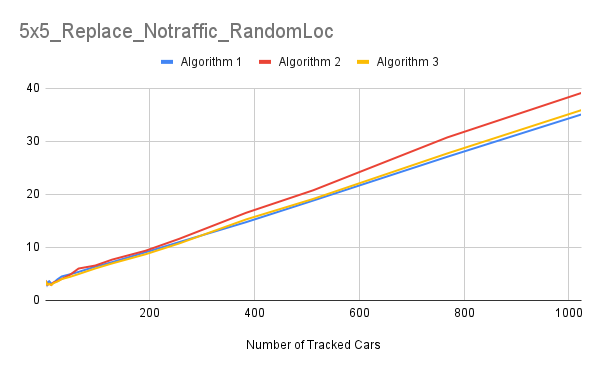 5x5_Replace_Notraffic_RandomLoc
Algorithm 1 Algorithm 2 Algorithm 3
40
30
20
10
0
200 400 600 800 1000
Number of Tracked Cars